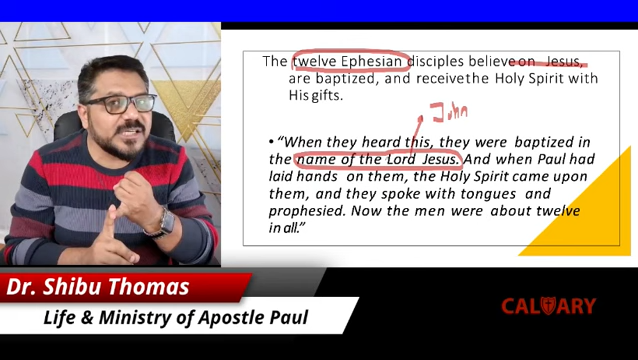 The twelve Ephesian disciples believe on Jesus,
are baptized, and receive the Holy Spirit with
His gifts.
John
• "When they heard this, they were baptized in
the name of the Lord Jesus. And when Paul had
laid hands on them, the Holy Spirit came upon
them, and they spoke with tongues and
prophesied. Now the men were about twelve
in all."
Dr. Shibu Thomas
Life & Ministry of Apostle Paul
CALVARY